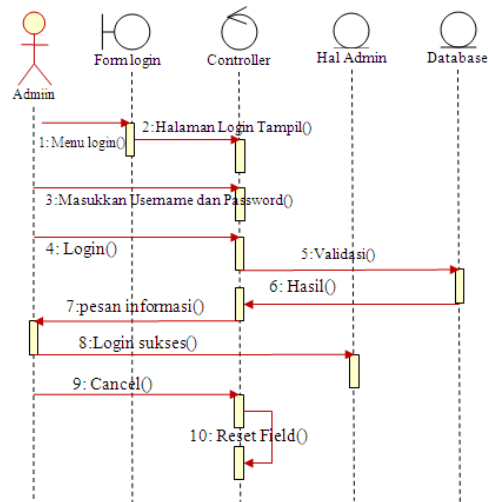 Form login
Controller
Hal Admin
Database
Admiin
2:Halaman Login Tampil()
1:Menu login()
3:Masukkan Username dan Password()
4: Login()
5:Validasi()
6: Hasil()
7:pesan informasi()
8:Login sukses()
9: Cancel()
10: Reset Field()